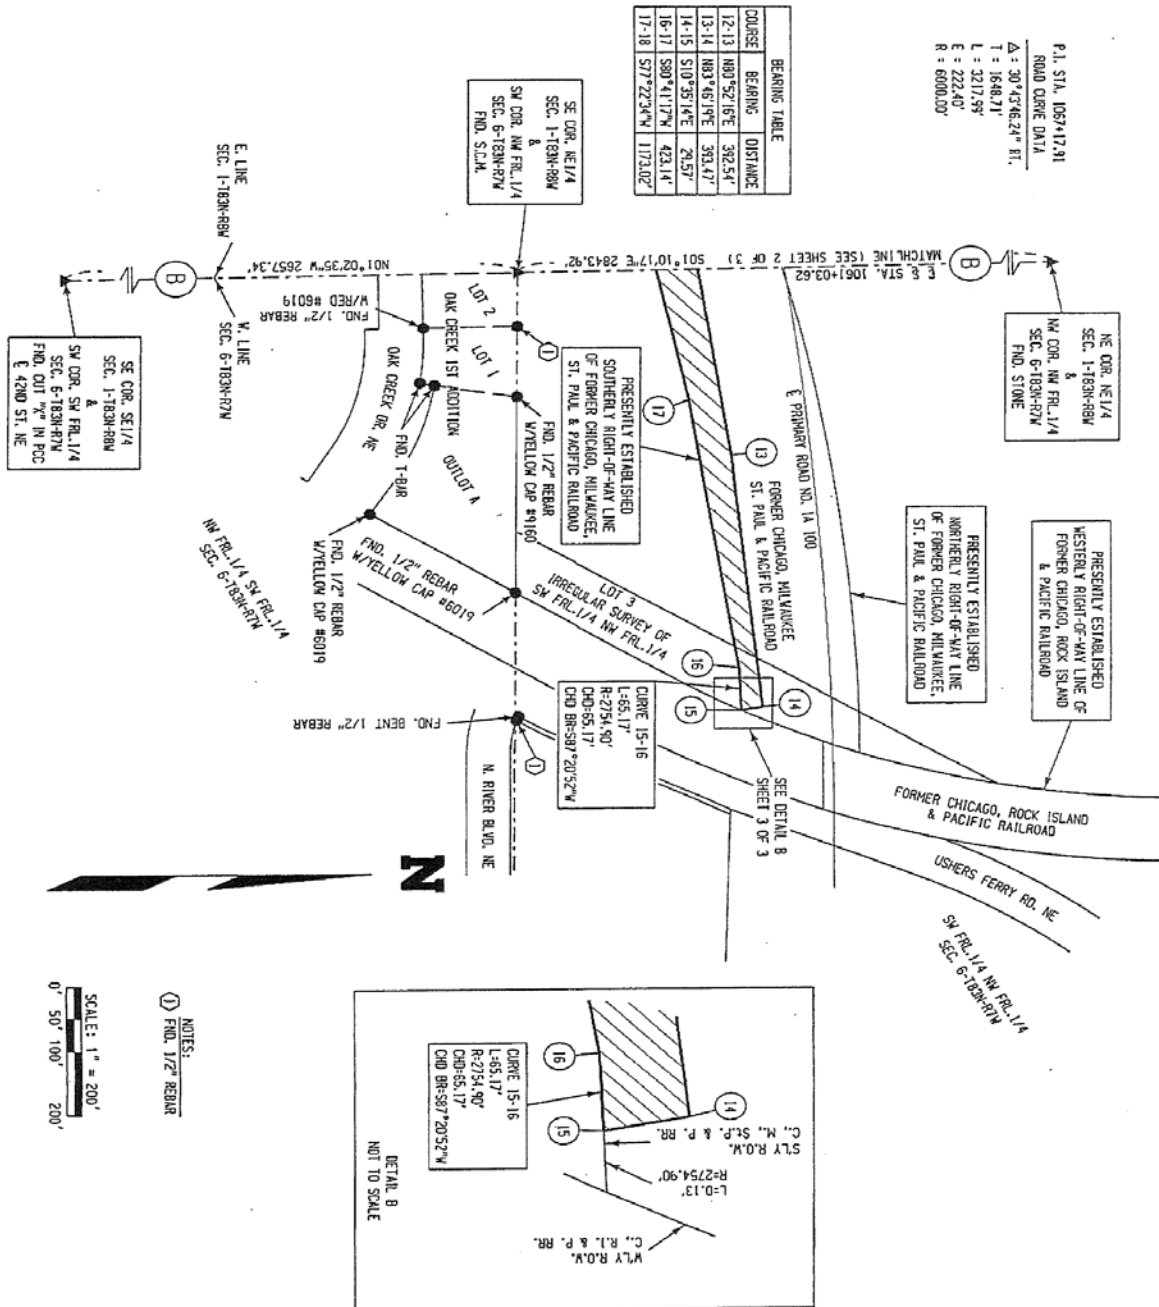 P.I. STA. 1067+17.91
ROAD CURVE DATA
Δ = 30°43'46.24" RT.
T = 1648.71'
L = 3217.99'
E = 222.40'
R = 6000.00'
BEARING TABLE
COURSE BEARING DISTANCE
12-13 N80°52'16"E 392.54'
13-14 N83°46'19"E 393.47'
14-15 S10°35'14"E 29.57'
16-17 S80°41'17"W 423.14'
17-18 S77°22'34"W 1173.02'
SE COR. NE1/4
SEC. 1-T83N-R8W
&
SW COR. NW FRL.1/4
SEC. 6-T83N-R7W
FND. S.C.M.
E. LINE
SEC. 1-T83N-R8W
W. LINE
SEC. 6-T83N-R7W
B
SE COR. SE1/4
SEC. 1-T83N-R8W
&
SW COR. SW FRL.1/4
SEC. 6-T83N-R7W
FND. CUT "X" IN PCC
℄ 42ND ST. NE
N01°02'35"W 2657.34'
S01°10'17"E 2843.92'
MATCHLINE (SEE SHEET 2 OF 3)
℄ STA. 1061+03.62
B
NE COR. NE1/4
SEC. 1-T83N-R8W
&
NW COR. NW FRL.1/4
SEC. 6-T83N-R7W
FND. STONE
FND. 1/2" REBAR
W/RED #6019
LOT 2
LOT 1
OAK CREEK 1ST ADDITION
OUTLOT A
OAK CREEK DR. NE
FND. T-BAR
1
FND. 1/2" REBAR
W/YELLOW CAP #9160
PRESENTLY ESTABLISHED
SOUTHERLY RIGHT-OF-WAY LINE
OF FORMER CHICAGO, MILWAUKEE,
ST. PAUL & PACIFIC RAILROAD
17
13
FORMER CHICAGO, MILWAUKEE
ST. PAUL & PACIFIC RAILROAD
℄ PRIMARY ROAD NO. IA 100
PRESENTLY ESTABLISHED
NORTHERLY RIGHT-OF-WAY LINE
OF FORMER CHICAGO, MILWAUKEE,
ST. PAUL & PACIFIC RAILROAD
PRESENTLY ESTABLISHED
WESTERLY RIGHT-OF-WAY LINE OF
FORMER CHICAGO, ROCK ISLAND
& PACIFIC RAILROAD
NW FRL.1/4 SW FRL.1/4
SEC. 6-T83N-R7W
FND. 1/2" REBAR
W/YELLOW CAP #6019
FND. 1/2" REBAR
W/YELLOW CAP #6019
LOT 3
IRREGULAR SURVEY OF
SW FRL.1/4 NW FRL.1/4
16
15
14
CURVE 15-16
L=65.17'
R=2754.90'
CHD=65.17'
CHD BR=S87°20'52"W
FND. BENT 1/2" REBAR
1
N. RIVER BLVD. NE
SEE DETAIL B
SHEET 3 OF 3
FORMER CHICAGO, ROCK ISLAND
& PACIFIC RAILROAD
USHERS FERRY RD. NE
SW FRL.1/4 NW FRL.1/4
SEC. 6-T83N-R7W
N
NOTES:
1 FND. 1/2" REBAR
SCALE: 1" = 200'
0' 50' 100' 200'
16
15
14
CURVE 15-16
L=65.17'
R=2754.90'
CHD=65.17'
CHD BR=S87°20'52"W
S'LY R.O.W.
C., M., St.P. & P. RR.
L=0.13'
R=2754.90'
W'LY R.O.W.
C., R.I. & P. RR.
DETAIL B
NOT TO SCALE